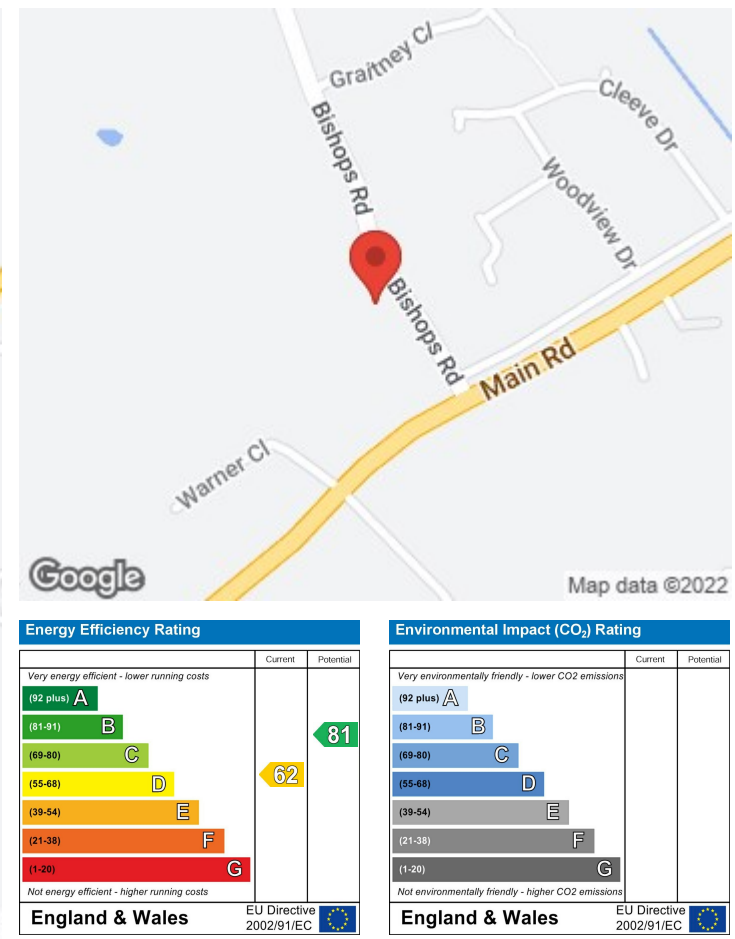 Graitney Cl
Cleeve Dr
Bishops Rd
Woodview Dr
Bishops Rd
Main Rd
Warner Cl
Google
Map data ©2022
Energy Efficiency Rating
Current
Potential
Very energy efficient - lower running costs
(92 plus) A
(81-91) B
81
(69-80) C
62
(55-68) D
(39-54) E
(21-38) F
(1-20) G
Not energy efficient - higher running costs
England & Wales
EU Directive
2002/91/EC
Environmental Impact (CO₂) Rating
Current
Potential
Very environmentally friendly - lower CO2 emissions
(92 plus) A
(81-91) B
(69-80) C
(55-68) D
(39-54) E
(21-38) F
(1-20) G
Not environmentally friendly - higher CO2 emissions
England & Wales
EU Directive
2002/91/EC